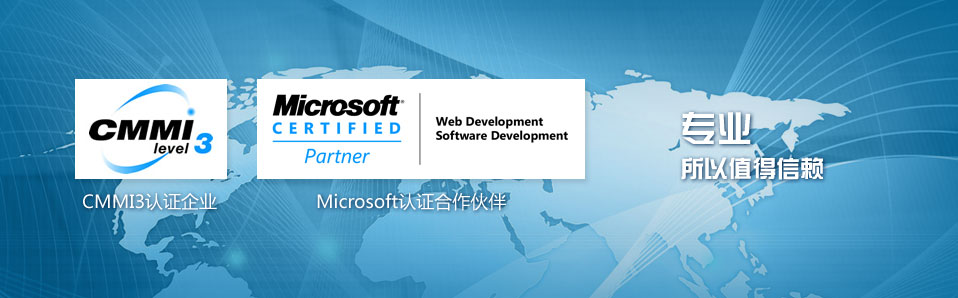 CMMI
level 3
CMMI3认证企业
Microsoft®
CERTIFIED
Partner
Web Development
Software Development
Microsoft认证合作伙伴
专业
所以值得信赖